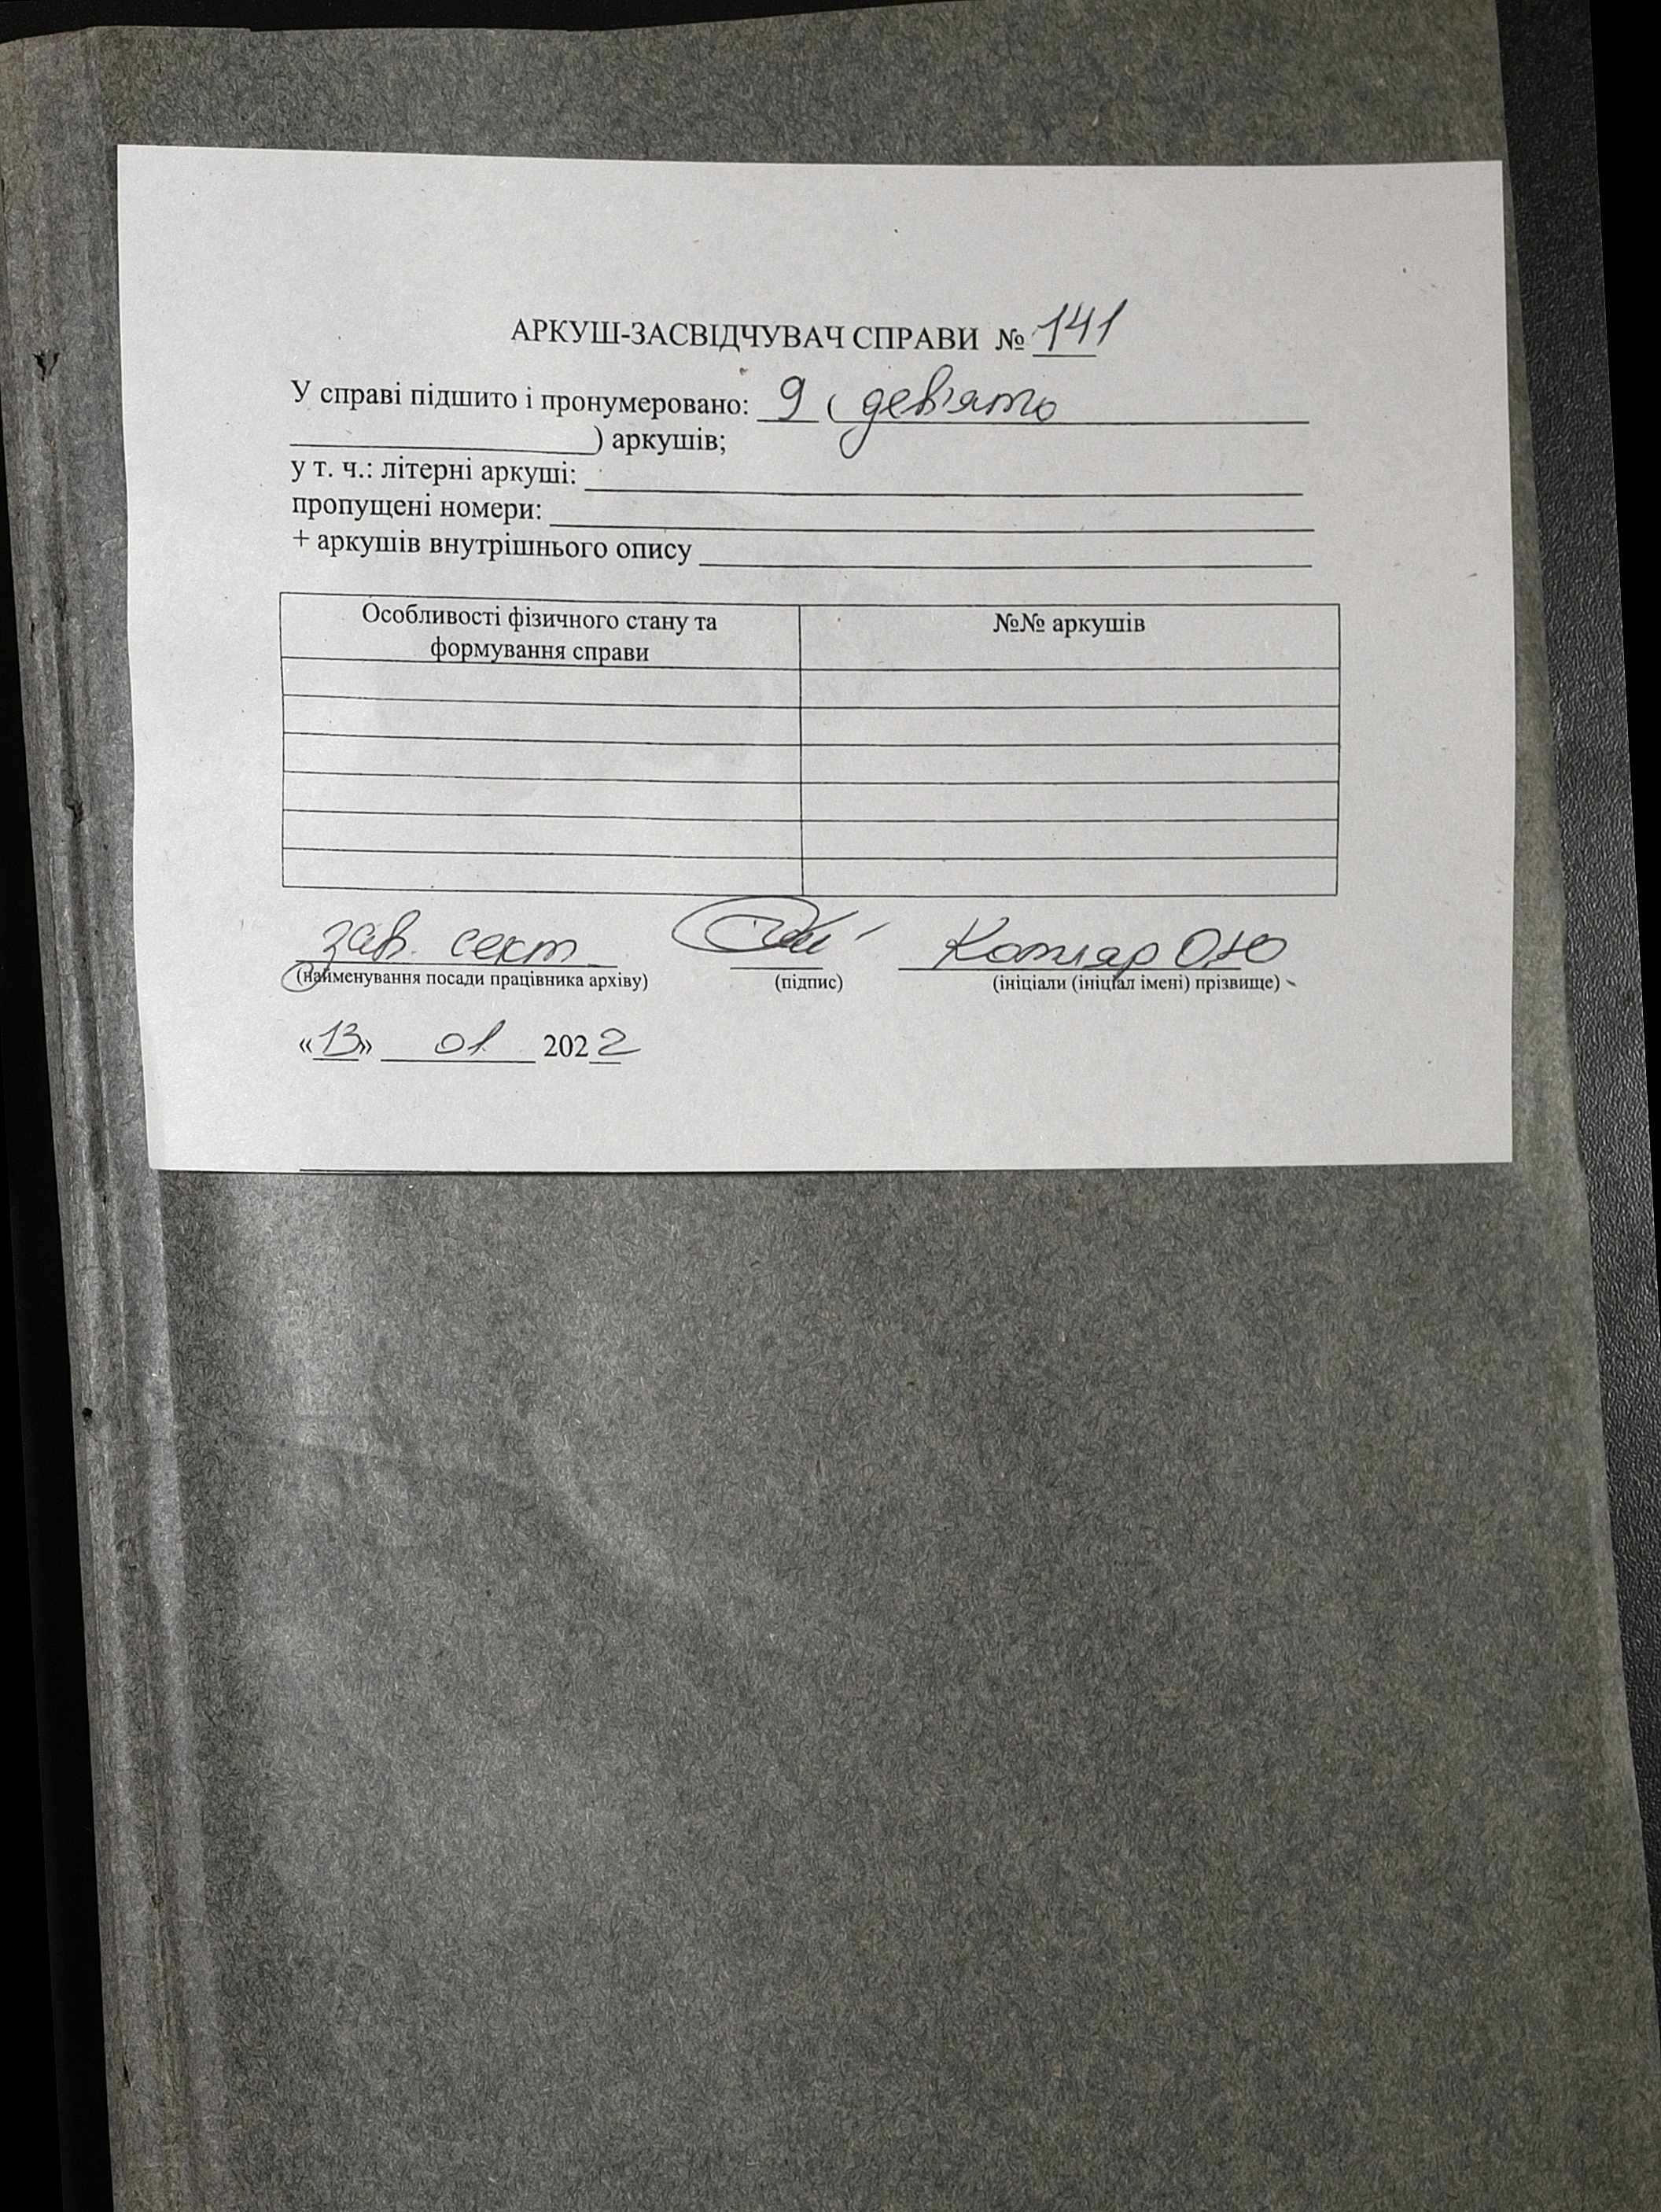 АРКУШ-ЗАСВІДЧУВАЧ СПРАВИ № 141
У справі підшито і пронумеровано: 9 ( дев'ять
) аркушів;
у т. ч.: літерні аркуші:
пропущені номери:
+ аркушів внутрішнього опису
Особливості фізичного стану та формування справи
№№ аркушів
зав. сект. Котляр О.Ю
(найменування посади працівника архіву) (підпис) (ініціали (ініціал імені) прізвище)
«13» 01 2022